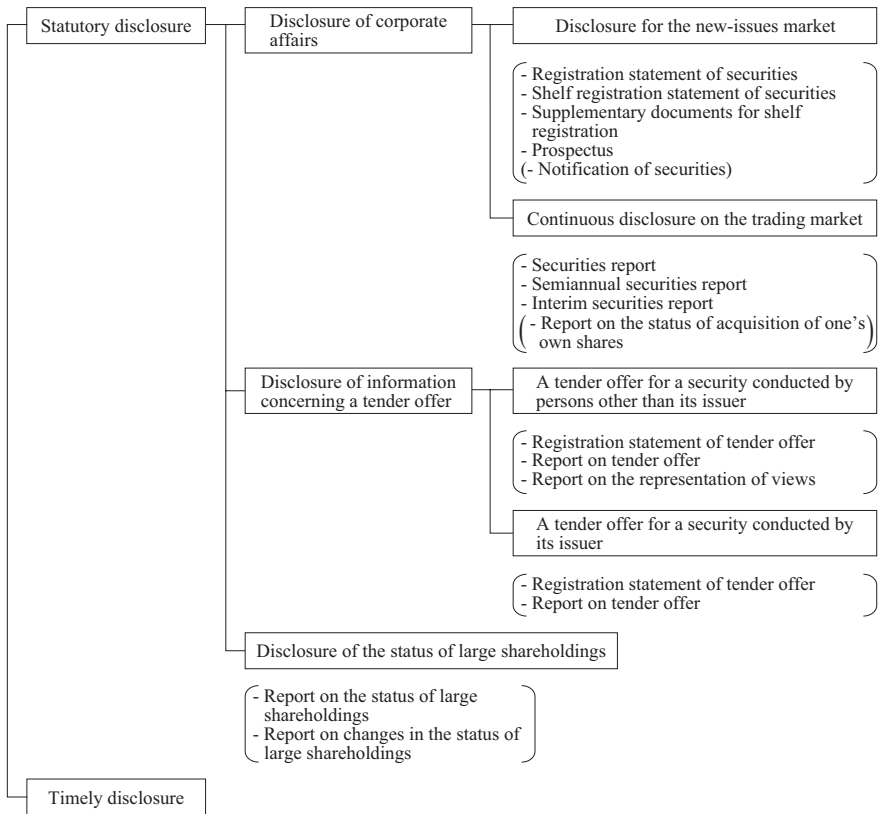 Statutory disclosure
Disclosure of corporate
affairs
Disclosure for the new-issues market
- Registration statement of securities
- Shelf registration statement of securities
- Supplementary documents for shelf
registration
- Prospectus
(- Notification of securities)
Continuous disclosure on the trading market
- Securities report
- Semiannual securities report
- Interim securities report
(- Report on the status of acquisition of one’s
own shares)
Disclosure of information
concerning a tender offer
A tender offer for a security conducted by
persons other than its issuer
- Registration statement of tender offer
- Report on tender offer
- Report on the representation of views
A tender offer for a security conducted by
its issuer
- Registration statement of tender offer
- Report on tender offer
Disclosure of the status of large shareholdings
- Report on the status of large
shareholdings
- Report on changes in the status of
large shareholdings
Timely disclosure